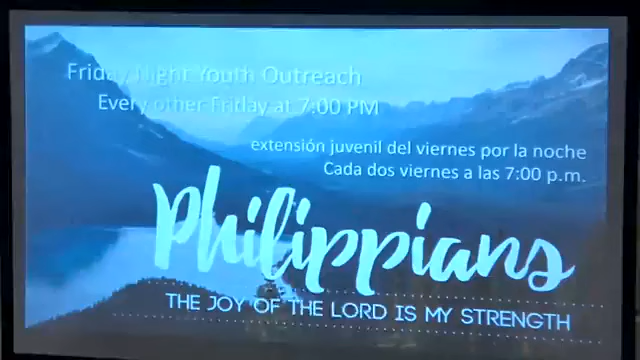 Friday Night Youth Outreach
Every other Friday at 7:00 PM
extensión juvenil del viernes por la noche
Cada dos viernes a las 7:00 p.m.
Philippians
THE JOY OF THE LORD IS MY STRENGTH